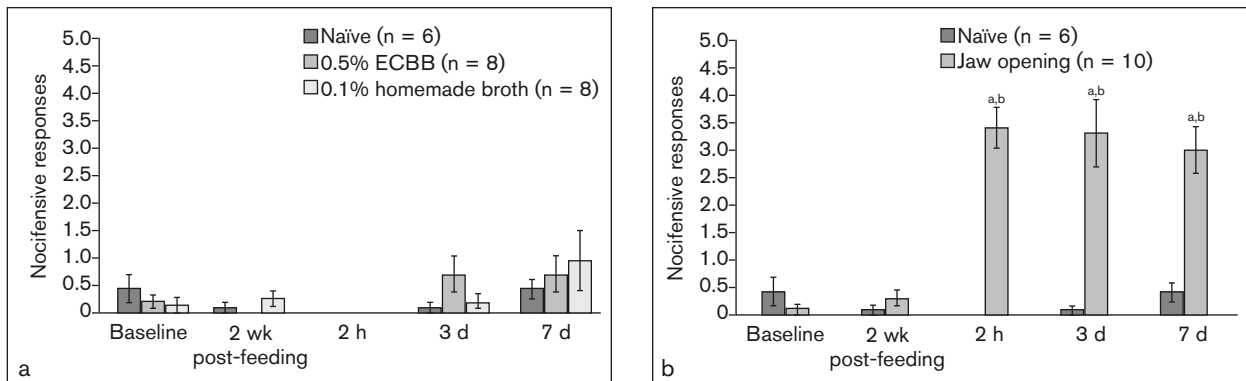 Naïve (n = 6)
0.5% ECBB (n = 8)
0.1% homemade broth (n = 8)
Nocifensive responses
5.0
4.5
4.0
3.5
3.0
2.5
2.0
1.5
1.0
0.5
0
Baseline 2 wk 2 h 3 d 7 d
post-feeding
a
Naïve (n = 6)
Jaw opening (n = 10)
Nocifensive responses
5.0
4.5
4.0
3.5
3.0
2.5
2.0
1.5
1.0
0.5
0
a,b a,b a,b
Baseline 2 wk 2 h 3 d 7 d
post-feeding
b